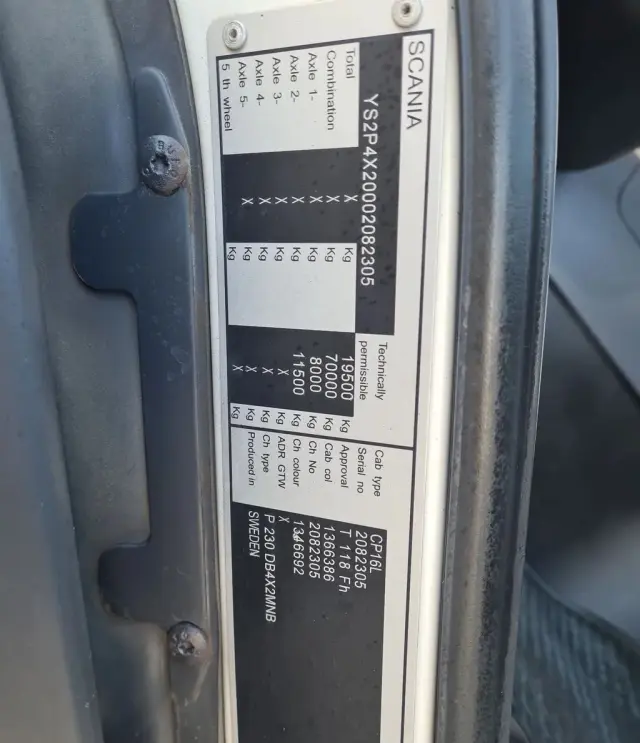 SCANIA
YS2P4X20002082305
Technically
permissible
Total X Kg 19500 Kg
Combination X Kg 70000 Kg
Axle 1- X Kg 8000 Kg
Axle 2- X Kg 11500 Kg
Axle 3- X Kg X Kg
Axle 4- X Kg X Kg
Axle 5- X Kg X Kg
5 th wheel
Cab type CP16L
Serial no 2082305
Approval T 118 Fh
Cab col 1366386
Ch No 2082305
Ch colour 1346692
ADR GTW X
Ch type P 230 DB4X2MNB
Produced in SWEDEN